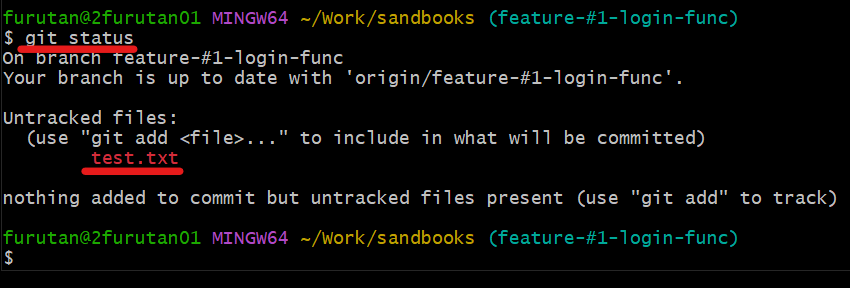 furutan@2furutan01 MINGW64 ~/Work/sandbooks (feature-#1-login-func)
$ git status
On branch feature-#1-login-func
Your branch is up to date with 'origin/feature-#1-login-func'.
Untracked files:
(use "git add <file>..." to include in what will be committed)
test.txt
nothing added to commit but untracked files present (use "git add" to track)
furutan@2furutan01 MINGW64 ~/Work/sandbooks (feature-#1-login-func)
$